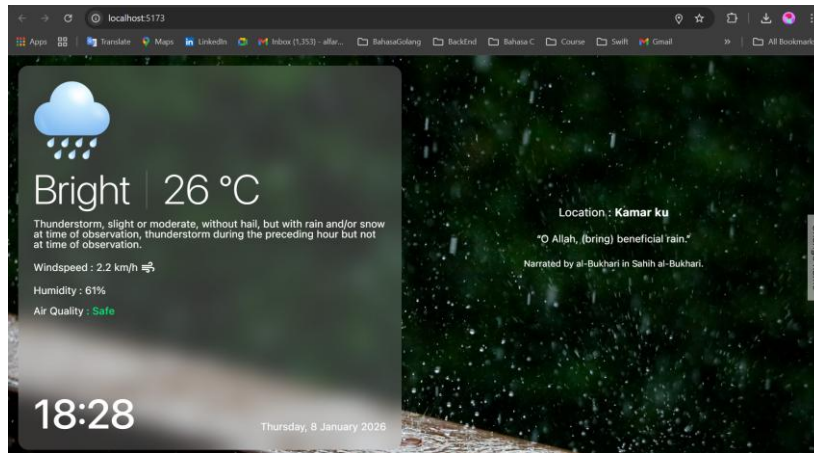 localhost:5173
Apps Translate Maps LinkedIn Inbox (1,353) - alfar... BahasaGolang BackEnd Bahasa C Course Swift Gmail » All Bookmarks
Bright 26 °C
Thunderstorm, slight or moderate, without hail, but with rain and/or snow
at time of observation, thunderstorm during the preceding hour but not
at time of observation.
Windspeed : 2.2 km/h
Humidity : 61%
Air Quality : Safe
18:28
Thursday, 8 January 2026
Location : Kamar ku
“O Allah, (bring) beneficial rain.”
Narrated by al-Bukhari in Sahih al-Bukhari.